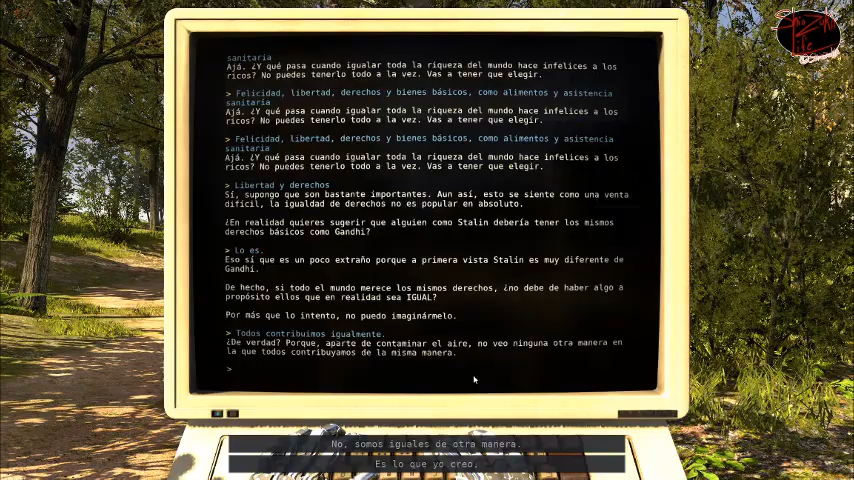 sanitaria
Ajá. ¿Y qué pasa cuando igualar toda la riqueza del mundo hace infelices a los
ricos? No puedes tenerlo todo a la vez. Vas a tener que elegir.
> Felicidad, libertad, derechos y bienes básicos, como alimentos y asistencia
sanitaria
Ajá. ¿Y qué pasa cuando igualar toda la riqueza del mundo hace infelices a los
ricos? No puedes tenerlo todo a la vez. Vas a tener que elegir.
> Felicidad, libertad, derechos y bienes básicos, como alimentos y asistencia
sanitaria
Ajá. ¿Y qué pasa cuando igualar toda la riqueza del mundo hace infelices a los
ricos? No puedes tenerlo todo a la vez. Vas a tener que elegir.
> Libertad y derechos
Sí, supongo que son bastante importantes. Aun así, esto se siente como una venta
difícil, la igualdad de derechos no es popular en absoluto.
¿En realidad quieres sugerir que alguien como Stalin debería tener los mismos
derechos básicos como Gandhi?
> Lo es.
Eso sí que es un poco extraño porque a primera vista Stalin es muy diferente de
Gandhi.
De hecho, si todo el mundo merece los mismos derechos, ¿no debe de haber algo a
propósito ellos que en realidad sea IGUAL?
Por más que lo intento, no puedo imaginármelo.
> Todos contribuimos igualmente.
¿De verdad? Porque, aparte de contaminar el aire, no veo ninguna otra manera en
la que todos contribuyamos de la misma manera.
>
No, somos iguales de otra manera.
Es lo que yo creo.